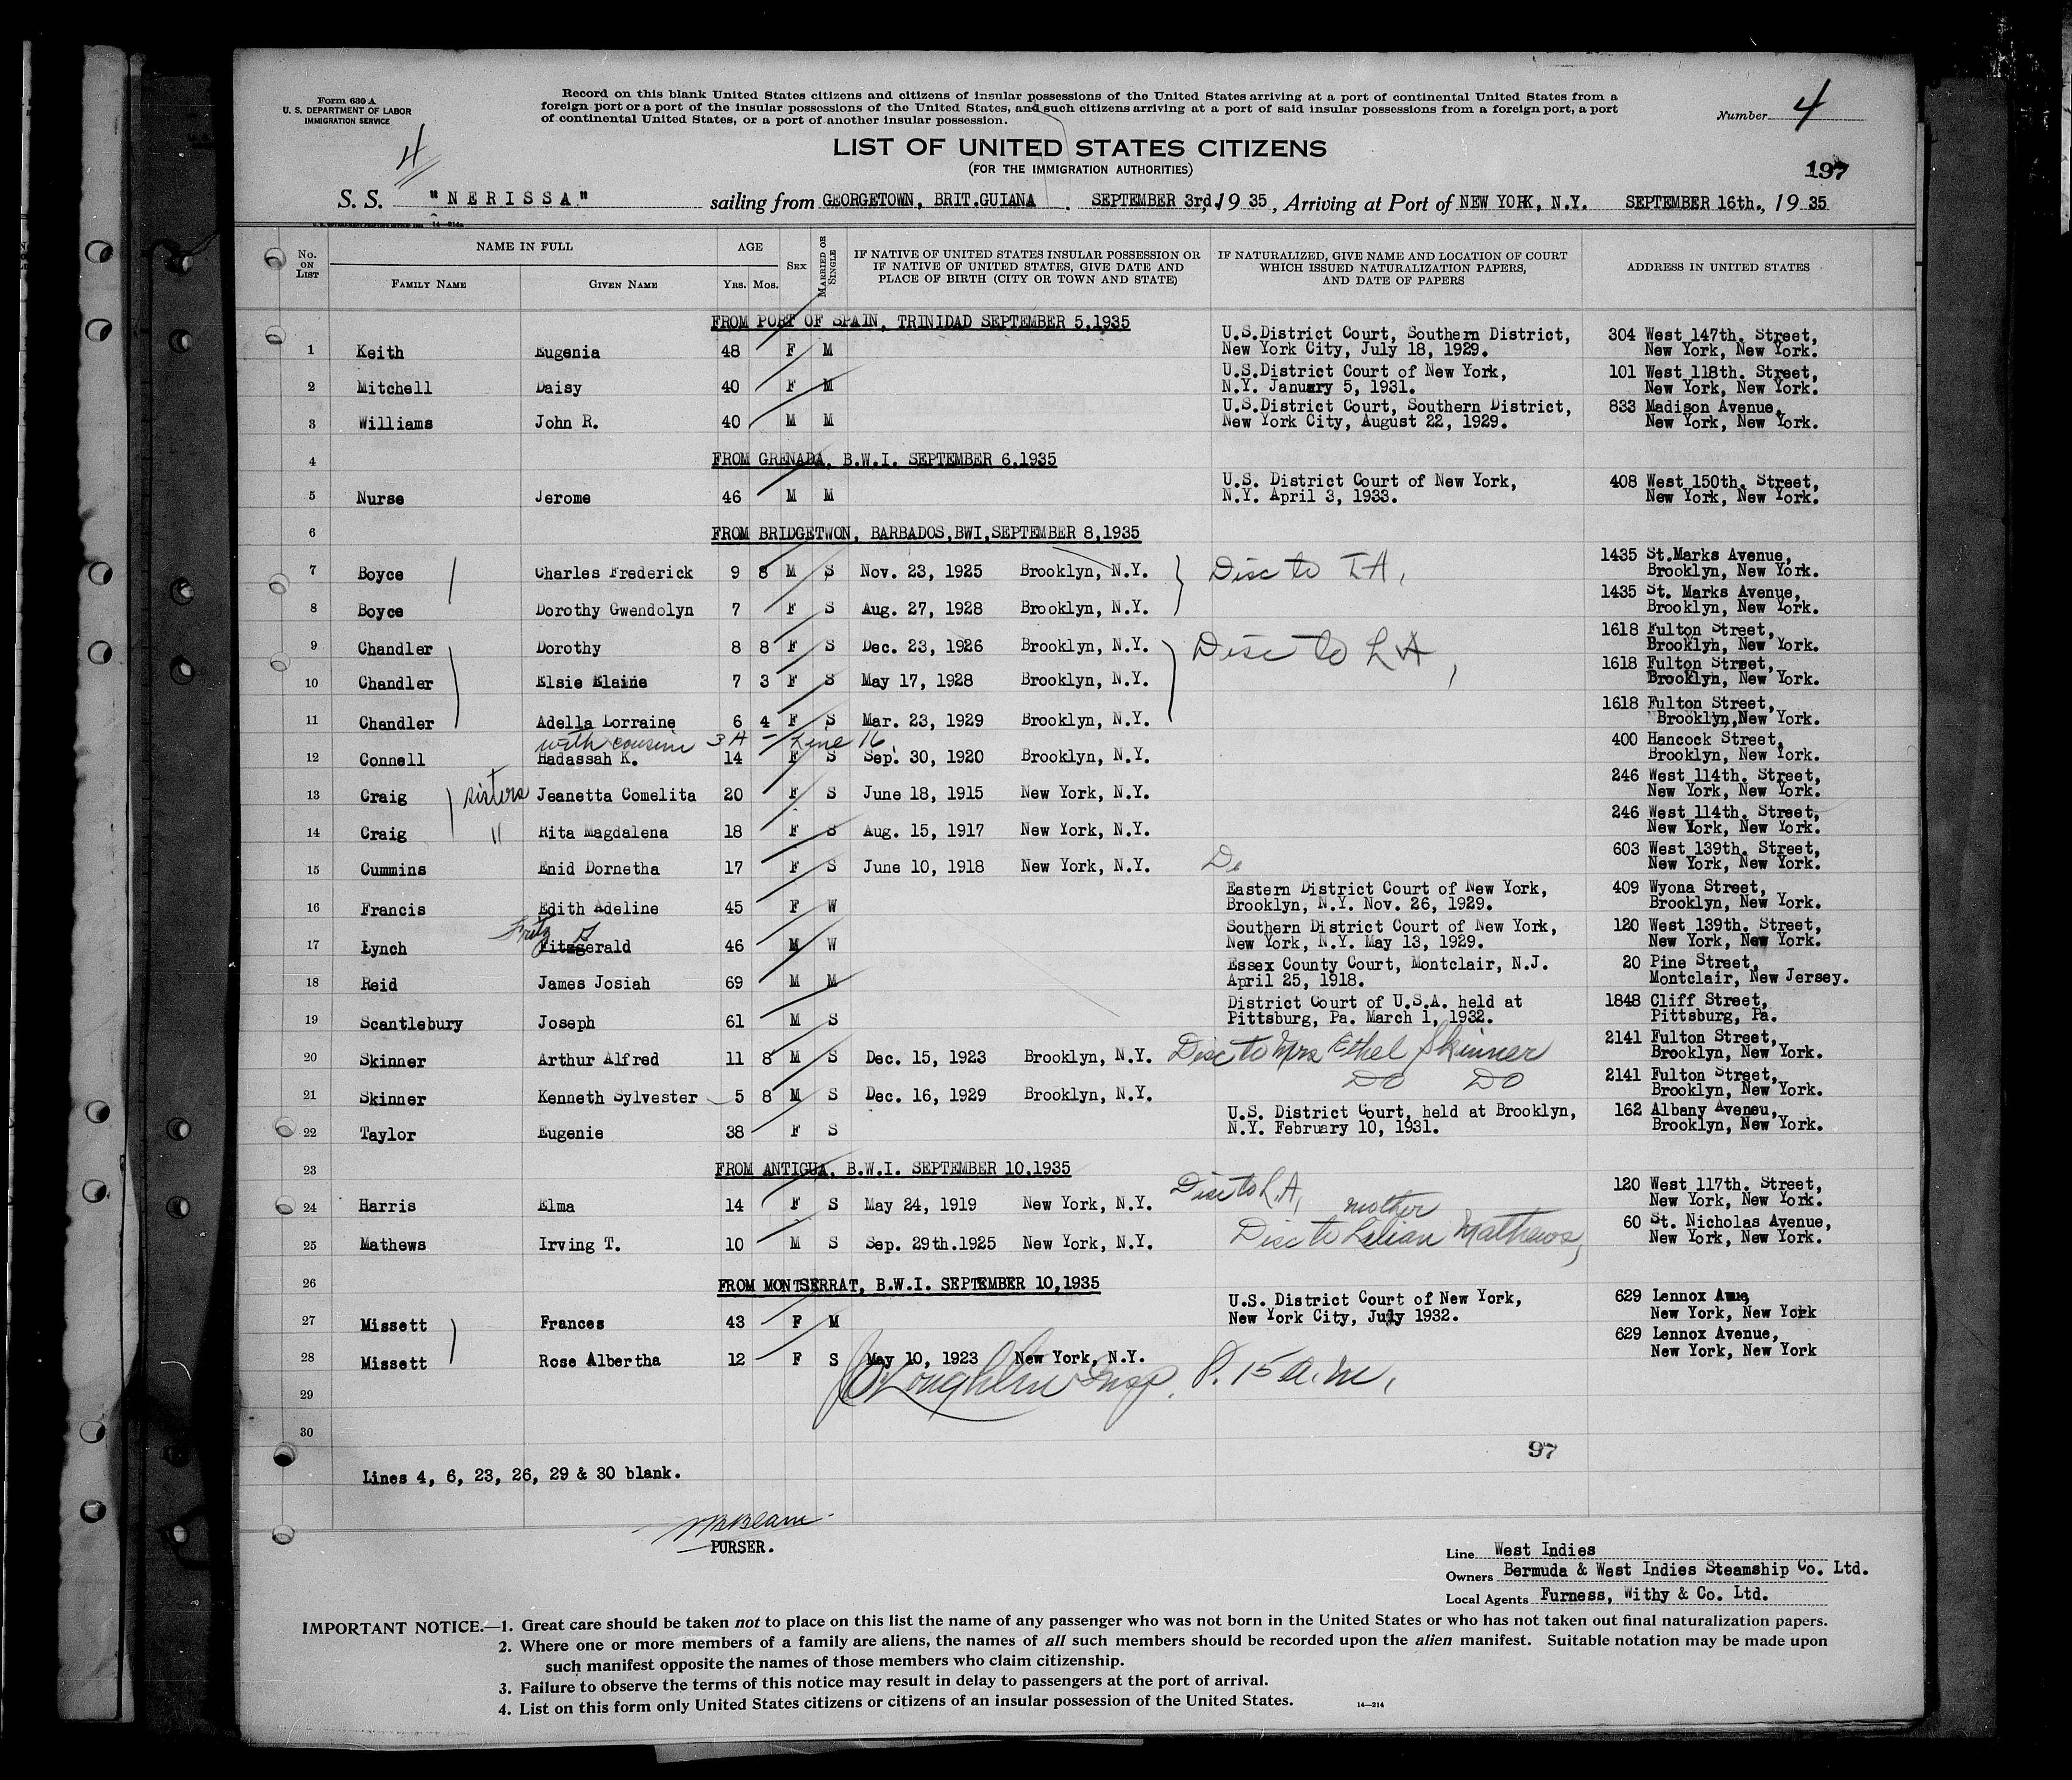 Form 630 A
U. S. DEPARTMENT OF LABOR
IMMIGRATION SERVICE
4
Record on this blank United States citizens and citizens of insular possessions of the United States arriving at a port of continental United States from a
foreign port or a port of the insular possessions of the United States, and such citizens arriving at a port of said insular possessions from a foreign port, a port
of continental United States, or a port of another insular possession.
Number 4
LIST OF UNITED STATES CITIZENS
(FOR THE IMMIGRATION AUTHORITIES)
197
S. S. "NERISSA" sailing from GEORGETOWN, BRIT.GUIANA . SEPTEMBER 3rd. 19 35, Arriving at Port of NEW YORK, N.Y. SEPTEMBER 16th., 19 35
14—214a
No. ON LIST
NAME IN FULL
FAMILY NAME GIVEN NAME
AGE
YRS. MOS.
SEX
MARRIED OR SINGLE
IF NATIVE OF UNITED STATES INSULAR POSSESSION OR
IF NATIVE OF UNITED STATES, GIVE DATE AND
PLACE OF BIRTH (CITY OR TOWN AND STATE)
IF NATURALIZED, GIVE NAME AND LOCATION OF COURT
WHICH ISSUED NATURALIZATION PAPERS,
AND DATE OF PAPERS
ADDRESS IN UNITED STATES
FROM PORT OF SPAIN, TRINIDAD SEPTEMBER 5,1935
U.S.District Court, Southern District, 304 West 147th. Street,
1 Keith Eugenia 48 F M New York City, July 18, 1929. New York, New York.
U.S.District Court of New York, 101 West 118th. Street,
2 Mitchell Daisy 40 F M N.Y. January 5, 1931. New York, New York.
U.S.District Court, Southern District, 833 Madison Avenue,
3 Williams John R. 40 M M New York City, August 22, 1929. New York, New York.
4 FROM GRENADA, B.W.I. SEPTEMBER 6,1935
U.S. District Court of New York, 408 West 150th. Street,
5 Nurse Jerome 46 M M N.Y. April 3, 1933. New York, New York.
6 FROM BRIDGETWON, BARBADOS,BWI,SEPTEMBER 8,1935
1435 St.Marks Avenue,
7 Boyce Charles Frederick 9 8 M S Nov. 23, 1925 Brooklyn, N.Y. Disc to Brooklyn, New York.
1435 St. Marks Avenue,
8 Boyce Dorothy Gwendolyn 7 F S Aug. 27, 1928 Brooklyn, N.Y. Brooklyn, New York.
1618 Fulton Street,
9 Chandler Dorothy 8 8 F S Dec. 23, 1926 Brooklyn, N.Y. Disc to L A, Brooklyn, New York.
1618 Fulton Street,
10 Chandler Elsie Elaine 7 3 F S May 17, 1928 Brooklyn, N.Y. Brooklyn, New York.
1618 Fulton Street,
11 Chandler Adella Lorraine 6 4 F S Mar. 23, 1929 Brooklyn, N.Y. Brooklyn,New York.
with cousin 3 A - Line 16 400 Hancock Street,
12 Connell Hadassah K. 14 F S Sep. 30, 1920 Brooklyn, N.Y. Brooklyn, New York.
246 West 114th. Street,
13 Craig sisters Jeanetta Comelita 20 F S June 18, 1915 New York, N.Y. New York, New York.
246 West 114th. Street,
14 Craig " Rita Magdalena 18 F S Aug. 15, 1917 New York, N.Y. New York, New York.
603 West 139th. Street,
15 Cummins Enid Dornetha 17 F S June 10, 1918 New York, N.Y. New York, New York.
Eastern District Court of New York, 409 Wyona Street,
16 Francis Edith Adeline 45 F W Brooklyn, N.Y. Nov. 26, 1929. Brooklyn, New York.
Fritz G Southern District Court of New York, 120 West 139th. Street,
17 Lynch Fitzgerald 46 M W New York, N.Y. May 13, 1929. New York, New York.
Essex County Court, Montclair, N.J. 20 Pine Street,
18 Reid James Josiah 69 M M April 25, 1918. Montclair, New Jersey.
District Court of U.S.A. held at 1848 Cliff Street,
19 Scantlebury Joseph 61 M S Pittsburg, Pa. March 1, 1932. Pittsburg, Pa.
2141 Fulton Street,
20 Skinner Arthur Alfred 11 8 M S Dec. 15, 1923 Brooklyn, N.Y. Disc to Mrs Ethel Skinner Brooklyn, New York.
Do Do 2141 Fulton Street,
21 Skinner Kenneth Sylvester 5 8 M S Dec. 16, 1929 Brooklyn, N.Y. Brooklyn, New York.
U.S. District Court, held at Brooklyn, 162 Albany Aveneu,
22 Taylor Eugenie 38 F S N.Y. February 10, 1931. Brooklyn, New York.
23 FROM ANTIGUA, B.W.I. SEPTEMBER 10,1935
Disc to L.A, 120 West 117th. Street,
24 Harris Elma 14 F S May 24, 1919 New York, N.Y. mother New York, New York.
60 St. Nicholas Avenue,
25 Mathews Irving T. 10 M S Sep. 29th.1925 New York, N.Y. Disc to Lilian Mathews, New York, New York.
26 FROM MONTSERRAT, B.W.I. SEPTEMBER 10,1935
U.S. District Court of New York, 629 Lennox
27 Missett Frances 43 F M New York City, July 1932. New York, New York
629 Lennox Avenue,
28 Missett Rose Albertha 12 F S May 10, 1923 New York, N.Y. New York, New York
O'Loughlin Insp. 8.15 a.m.
29
30
97
Lines 4, 6, 23, 26, 29 & 30 blank.
PURSER.
Line West Indies
Owners Bermuda & West Indies Steamship Co. Ltd.
Local Agents Furness, Withy & Co. Ltd.
IMPORTANT NOTICE.—1. Great care should be taken not to place on this list the name of any passenger who was not born in the United States or who has not taken out final naturalization papers.
2. Where one or more members of a family are aliens, the names of all such members should be recorded upon the alien manifest. Suitable notation may be made upon
such manifest opposite the names of those members who claim citizenship.
3. Failure to observe the terms of this notice may result in delay to passengers at the port of arrival.
4. List on this form only United States citizens or citizens of an insular possession of the United States.
14—214